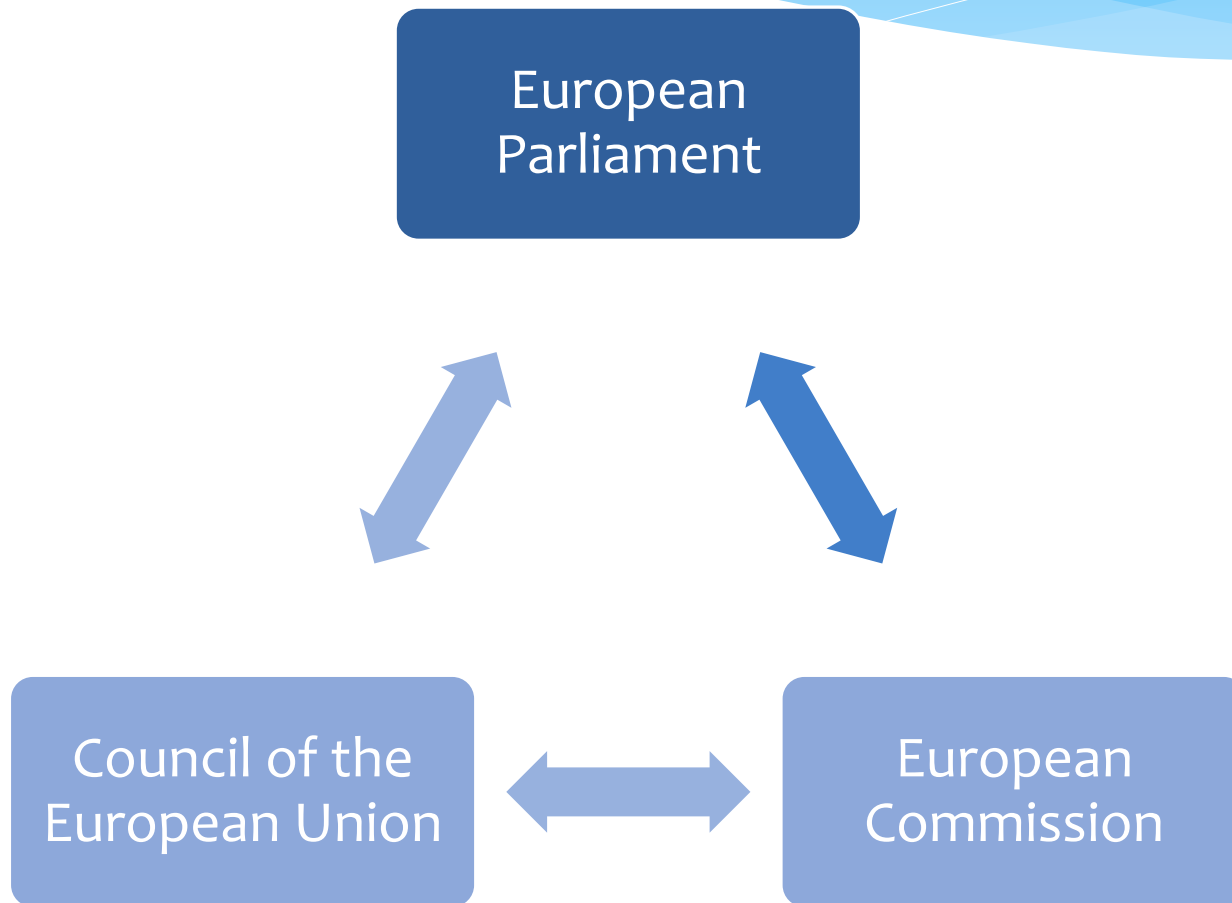 European
Parliament
Council of the
European Union
European
Commission